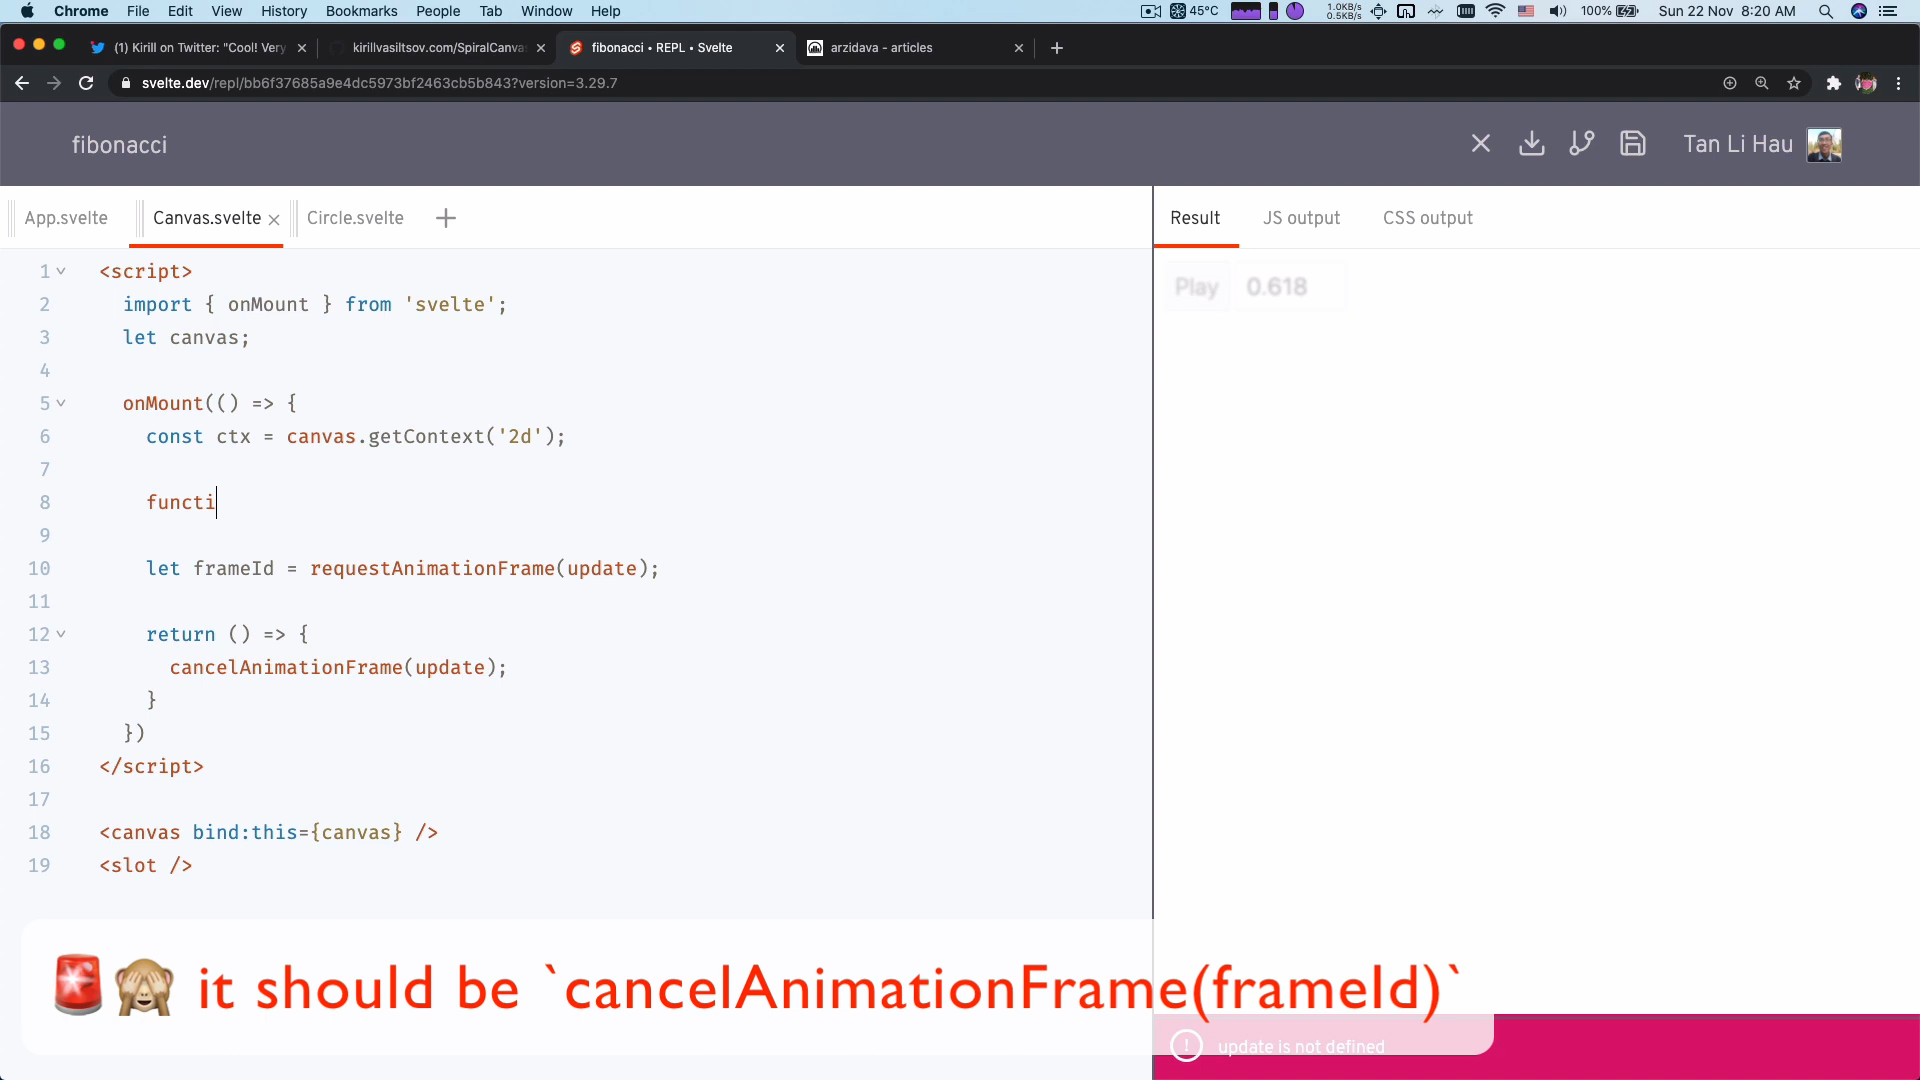 Chrome File Edit View History Bookmarks People Tab Window Help 45°C 1.0KB/s 0.5KB/s 100% Sun 22 Nov 8:20 AM
(1) Kirill on Twitter: "Cool! Very kirillvasiltsov.com/SpiralCanva fibonacci • REPL • Svelte arzidava - articles
svelte.dev/repl/bb6f37685a9e4dc5973bf2463cb5b843?version=3.29.7
fibonacci Tan Li Hau
App.svelte Canvas.svelte Circle.svelte Result JS output CSS output
Play 0.618
1 <script>
2 import { onMount } from 'svelte';
3 let canvas;
4
5 onMount(() => {
6 const ctx = canvas.getContext('2d');
7
8 functi
9
10 let frameId = requestAnimationFrame(update);
11
12 return () => {
13 cancelAnimationFrame(update);
14 }
15 })
16 </script>
17
18 <canvas bind:this={canvas} />
19 <slot />
it should be `cancelAnimationFrame(frameId)`
update is not defined